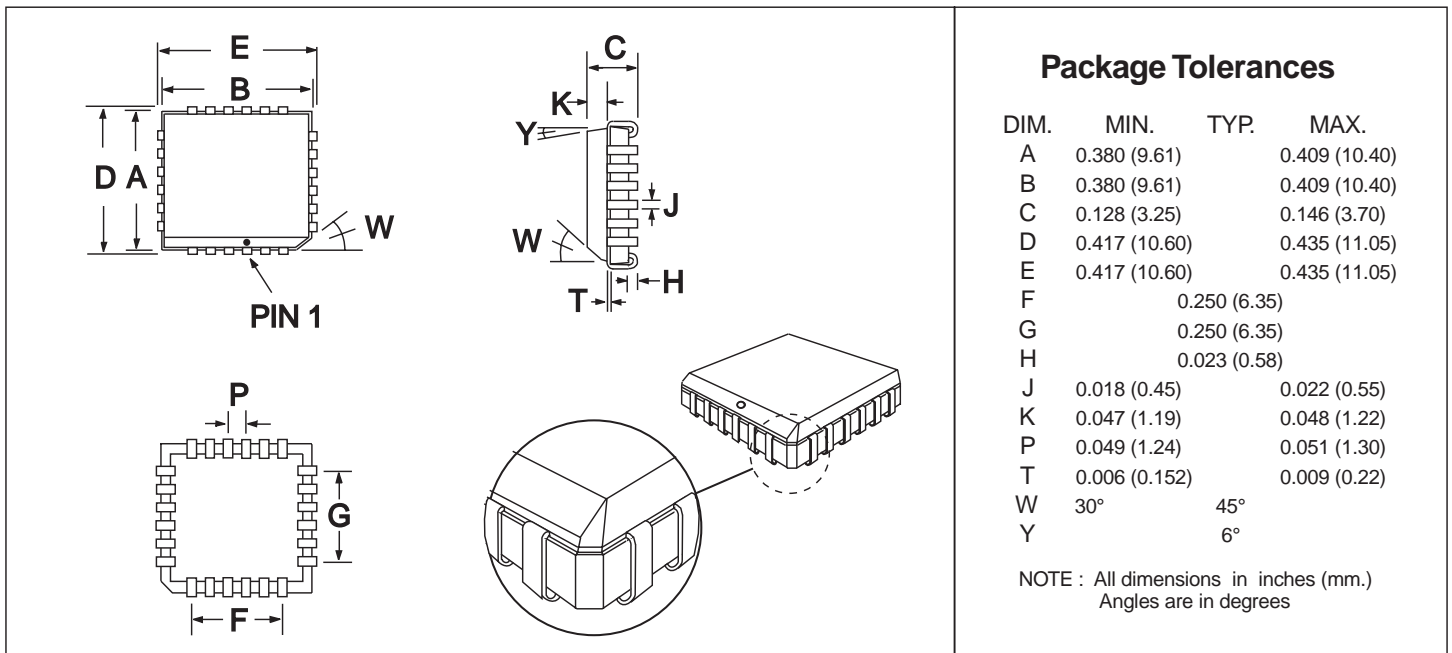 E
B
D A
W
PIN 1
C
K
Y
J
W
H
T
P
G
F
Package Tolerances
DIM. MIN. TYP. MAX.
A 0.380 (9.61) 0.409 (10.40)
B 0.380 (9.61) 0.409 (10.40)
C 0.128 (3.25) 0.146 (3.70)
D 0.417 (10.60) 0.435 (11.05)
E 0.417 (10.60) 0.435 (11.05)
F 0.250 (6.35)
G 0.250 (6.35)
H 0.023 (0.58)
J 0.018 (0.45) 0.022 (0.55)
K 0.047 (1.19) 0.048 (1.22)
P 0.049 (1.24) 0.051 (1.30)
T 0.006 (0.152) 0.009 (0.22)
W 30° 45°
Y 6°
NOTE : All dimensions in inches (mm.)
Angles are in degrees